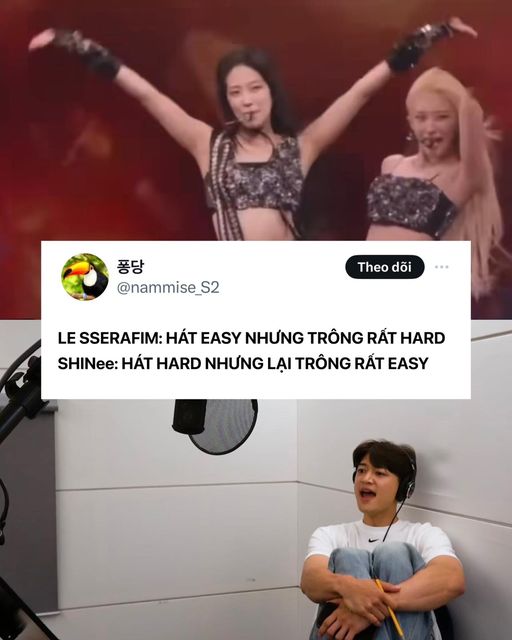 퐁당
Theo dõi
@nammise_S2
LE SSERAFIM: HÁT EASY NHƯNG TRÔNG RẤT HARD
SHINee: HÁT HARD NHƯNG LẠI TRÔNG RẤT EASY